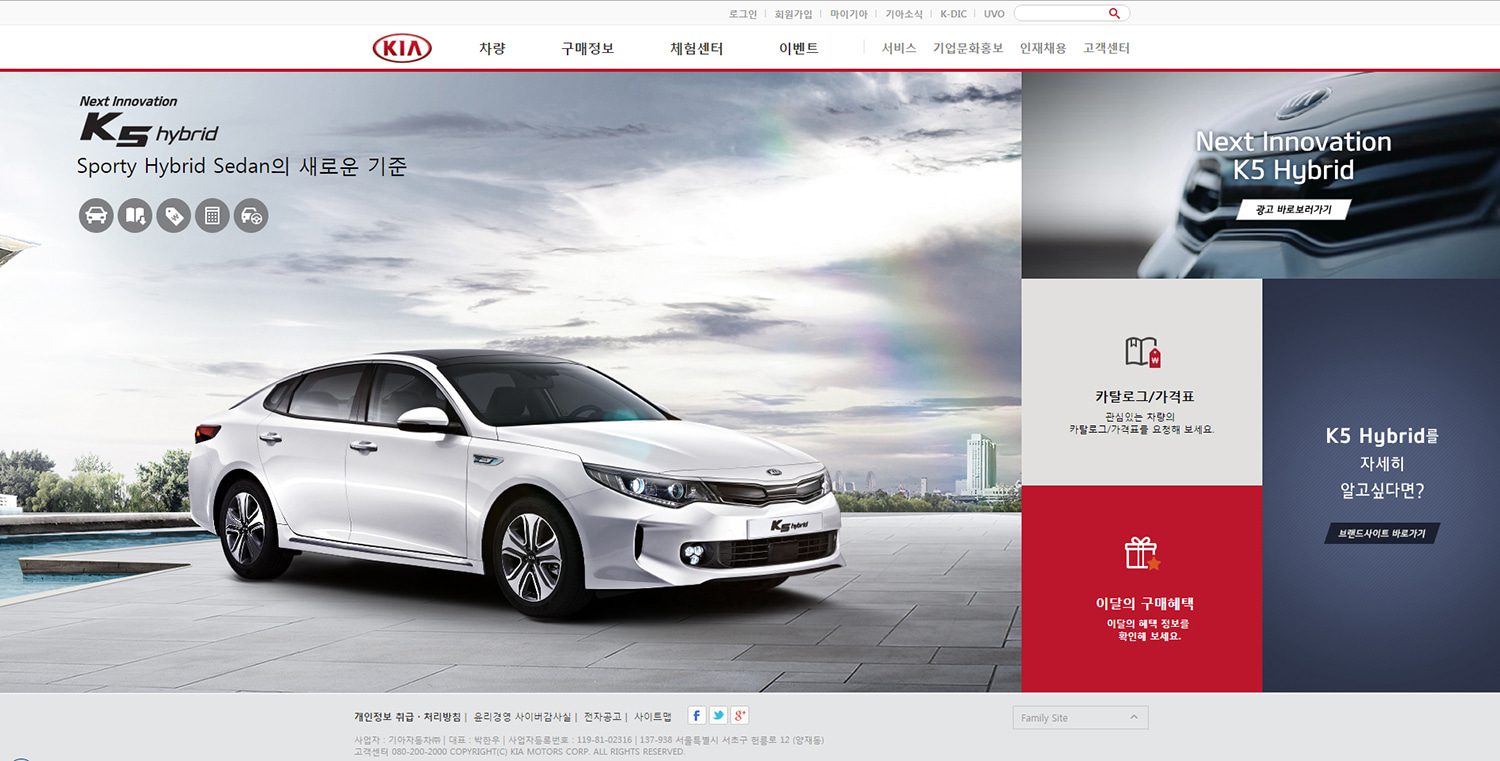 로그인 회원가입 마이기아 기아소식 K-DIC UVO
KIA 차량 구매정보 체험센터 이벤트 서비스 기업문화홍보 인재채용 고객센터
Next Innovation
K5 hybrid
Sporty Hybrid Sedan의 새로운 기준
Next Innovation
K5 Hybrid
광고 바로보러가기
카탈로그/가격표
관심있는 차량의
카탈로그/가격표를 요청해 보세요.
K5 Hybrid를
자세히
알고싶다면?
브랜드사이트 바로가기
K5 hybrid
이달의 구매혜택
이달의 혜택 정보를
확인해 보세요.
개인정보 취급 · 처리방침 | 윤리경영 사이버감사실 | 전자공고 | 사이트맵
Family Site
사업자 : 기아자동차㈜ | 대표 : 박한우 | 사업자등록번호 : 119-81-02316 | 137-938 서울특별시 서초구 헌릉로 12 (양재동)
고객센터 080-200-2000 COPYRIGHT(C) KIA MOTORS CORP. ALL RIGHTS RESERVED.